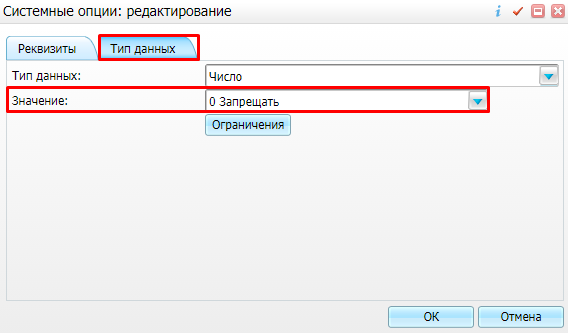 Системные опции: редактирование
Реквизиты Тип данных
Тип данных: Число
Значение: 0 Запрещать
Ограничения
ОК Отмена